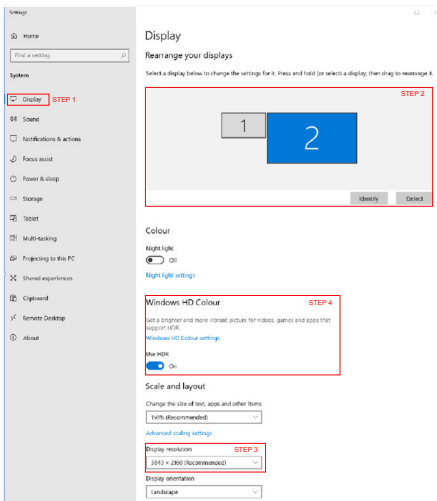 Settings
Home
Find a setting
System
Display
STEP 1
Sound
Notifications & actions
Focus assist
Power & sleep
Storage
Tablet
Multi-tasking
Projecting to this PC
Shared experiences
Clipboard
Remote Desktop
About
Display
Rearrange your displays
Select a display below to change the settings for it. Press and hold (or select) a display, then drag to rearrange it.
STEP 2
1
2
Identify
Detect
Colour
Night light
Off
Night light settings
Windows HD Colour
STEP 4
Get a brighter and more vibrant picture for videos, games and apps that
support HDR.
Windows HD Colour settings
Use HDR
On
Scale and layout
Change the size of text, apps and other items
(Recommended)
Advanced scaling settings
Display resolution
STEP 3
3840 × 2160 (Recommended)
Display orientation
Landscape